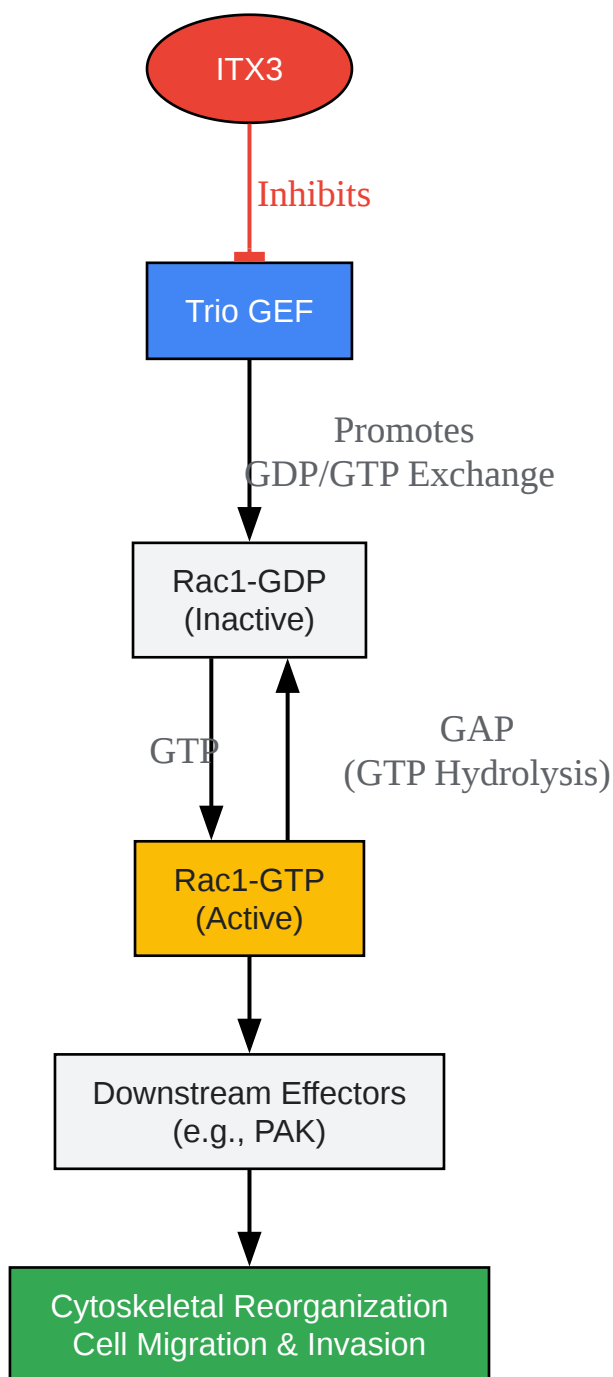 ITX3
Inhibits
Trio GEF
Promotes
GDP/GTP Exchange
Rac1-GDP
(Inactive)
GTP
GAP
(GTP Hydrolysis)
Rac1-GTP
(Active)
Downstream Effectors
(e.g., PAK)
Cytoskeletal Reorganization
Cell Migration & Invasion